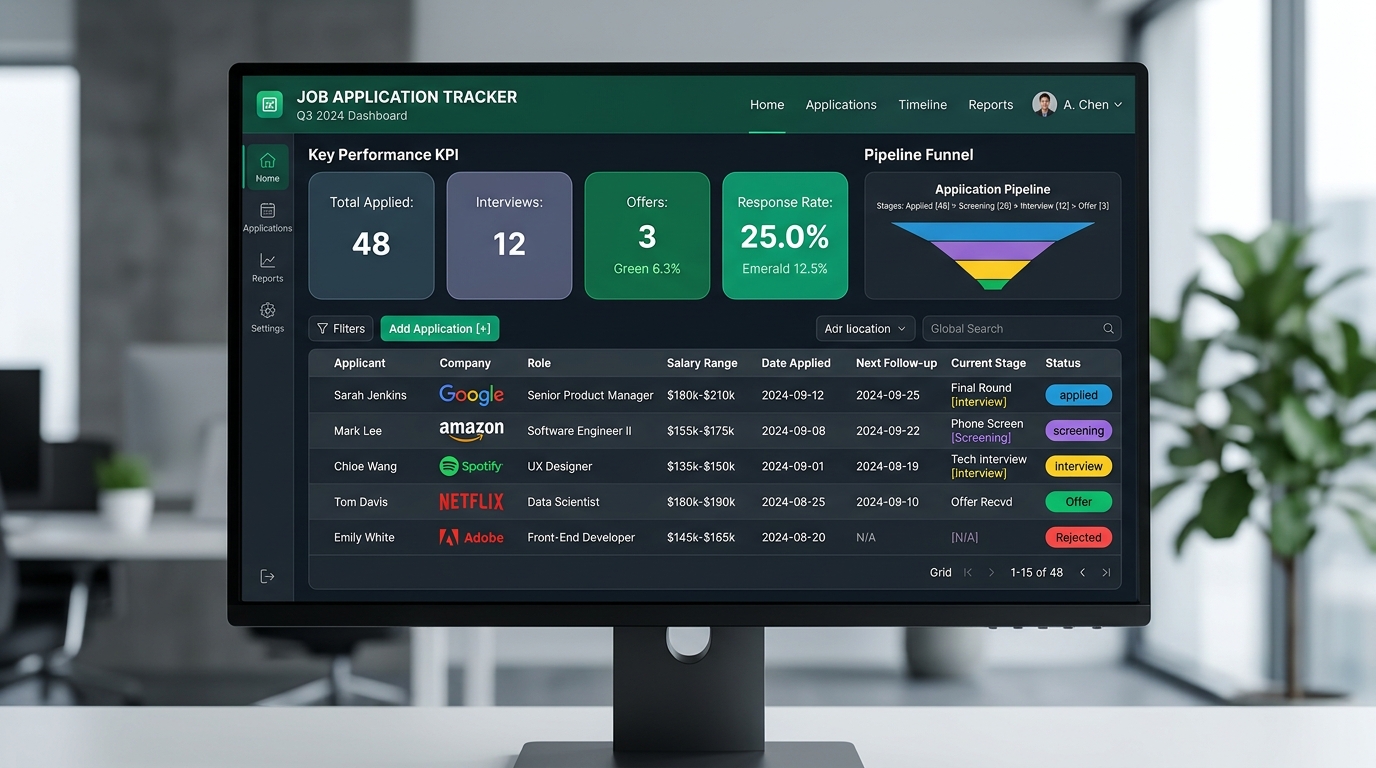 JOB APPLICATION TRACKER
Q3 2024 Dashboard
Home
Applications
Timeline
Reports
A. Chen
Home
Applications
Reports
Settings
Key Performance KPI
Total Applied:
48
Interviews:
12
Offers:
3
Green 6.3%
Response Rate:
25.0%
Emerald 12.5%
Pipeline Funnel
Application Pipeline
Stages: Applied [48] > Screening [26] > Interview [12] > Offer [3]
Fliters
Add Application [+]
Adr liocation
Global Search
Applicant Company Role Salary Range Date Applied Next Follow-up Current Stage Status
Sarah Jenkins Google Senior Product Manager $180k-$210k 2024-09-12 2024-09-25 Final Round [interview] applied
Mark Lee amazon Software Engineer II $155k-$175k 2024-09-08 2024-09-22 Phone Screen [Screening] screening
Chloe Wang Spotify UX Designer $135k-$150k 2024-09-01 2024-09-19 Tech interview [Interview] Interview
Tom Davis NETFLIX Data Scientist $180k-$190k 2024-08-25 2024-09-10 Offer Recvd Offer
Emily White Adobe Front-End Developer $145k-$165k 2024-08-20 N/A [N/A] Rejected
Grid 1-15 of 48